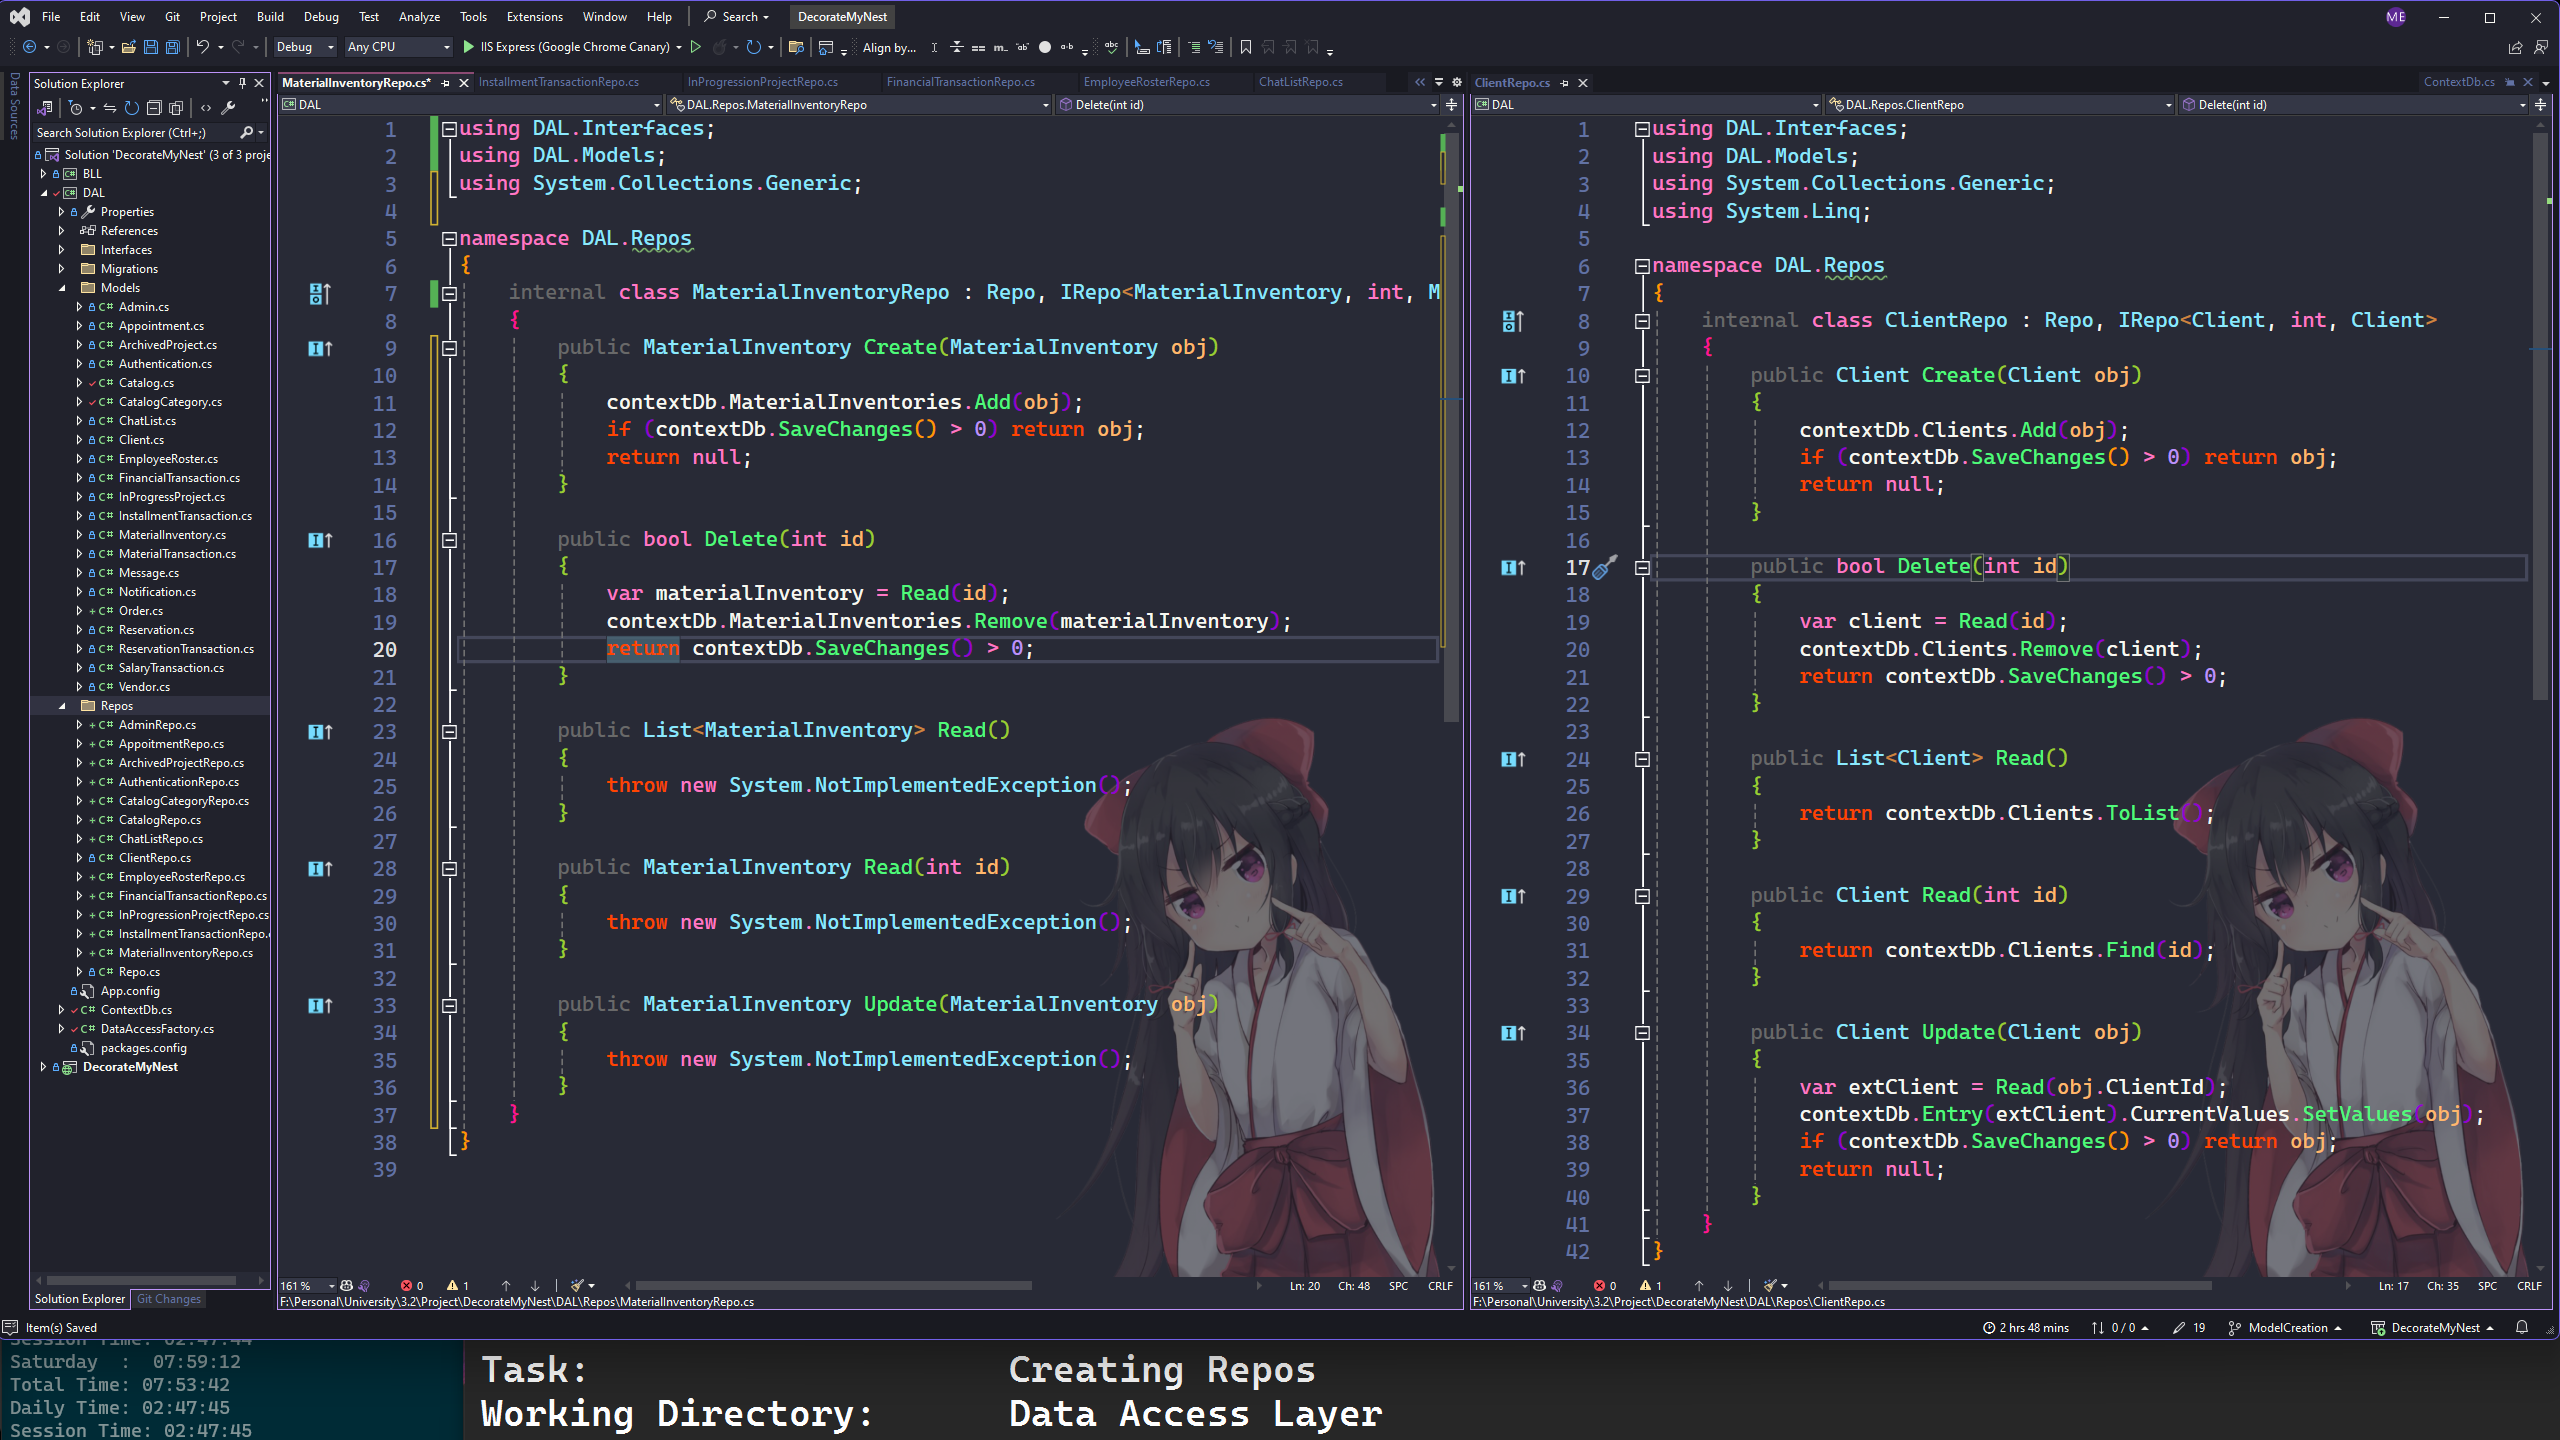 File Edit View Git Project Build Debug Test Analyze Tools Extensions Window Help Search DecorateMyNest ME
Debug Any CPU IIS Express (Google Chrome Canary) Align by...
Data Sources
Solution Explorer
Search Solution Explorer (Ctrl+;)
Solution 'DecorateMyNest' (3 of 3 proje
BLL
DAL
Properties
References
Interfaces
Migrations
Models
C# Admin.cs
C# Appointment.cs
C# ArchivedProject.cs
C# Authentication.cs
C# Catalog.cs
C# CatalogCategory.cs
C# ChatList.cs
C# Client.cs
C# EmployeeRoster.cs
C# FinancialTransaction.cs
C# InProgressProject.cs
C# InstallmentTransaction.cs
C# MaterialInventory.cs
C# MaterialTransaction.cs
C# Message.cs
C# Notification.cs
+ C# Order.cs
C# Reservation.cs
C# ReservationTransaction.cs
C# SalaryTransaction.cs
C# Vendor.cs
Repos
+ C# AdminRepo.cs
+ C# AppoitmentRepo.cs
+ C# ArchivedProjectRepo.cs
+ C# AuthenticationRepo.cs
+ C# CatalogCategoryRepo.cs
+ C# CatalogRepo.cs
+ C# ChatListRepo.cs
C# ClientRepo.cs
+ C# EmployeeRosterRepo.cs
+ C# FinancialTransactionRepo.cs
+ C# InProgressionProjectRepo.cs
+ C# InstallmentTransactionRepo.
+ C# MaterialInventoryRepo.cs
C# Repo.cs
App.config
C# ContextDb.cs
C# DataAccessFactory.cs
packages.config
DecorateMyNest
Solution Explorer Git Changes
MaterialInventoryRepo.cs* InstallmentTransactionRepo.cs InProgressionProjectRepo.cs FinancialTransactionRepo.cs EmployeeRosterRepo.cs ChatListRepo.cs
DAL DAL.Repos.MaterialInventoryRepo Delete(int id)
1 using DAL.Interfaces;
2 using DAL.Models;
3 using System.Collections.Generic;
4
5 namespace DAL.Repos
6 {
7 internal class MaterialInventoryRepo : Repo, IRepo<MaterialInventory, int, M
8 {
9 public MaterialInventory Create(MaterialInventory obj)
10 {
11 contextDb.MaterialInventories.Add(obj);
12 if (contextDb.SaveChanges() > 0) return obj;
13 return null;
14 }
15
16 public bool Delete(int id)
17 {
18 var materialInventory = Read(id);
19 contextDb.MaterialInventories.Remove(materialInventory);
20 return contextDb.SaveChanges() > 0;
21 }
22
23 public List<MaterialInventory> Read()
24 {
25 throw new System.NotImplementedException();
26 }
27
28 public MaterialInventory Read(int id)
29 {
30 throw new System.NotImplementedException();
31 }
32
33 public MaterialInventory Update(MaterialInventory obj)
34 {
35 throw new System.NotImplementedException();
36 }
37 }
38 }
39
161 % 0 1 Ln: 20 Ch: 48 SPC CRLF
F:\Personal\University\3.2\Project\DecorateMyNest\DAL\Repos\MaterialInventoryRepo.cs
ClientRepo.cs ContextDb.cs
DAL DAL.Repos.ClientRepo Delete(int id)
1 using DAL.Interfaces;
2 using DAL.Models;
3 using System.Collections.Generic;
4 using System.Linq;
5
6 namespace DAL.Repos
7 {
8 internal class ClientRepo : Repo, IRepo<Client, int, Client>
9 {
10 public Client Create(Client obj)
11 {
12 contextDb.Clients.Add(obj);
13 if (contextDb.SaveChanges() > 0) return obj;
14 return null;
15 }
16
17 public bool Delete(int id)
18 {
19 var client = Read(id);
20 contextDb.Clients.Remove(client);
21 return contextDb.SaveChanges() > 0;
22 }
23
24 public List<Client> Read()
25 {
26 return contextDb.Clients.ToList();
27 }
28
29 public Client Read(int id)
30 {
31 return contextDb.Clients.Find(id);
32 }
33
34 public Client Update(Client obj)
35 {
36 var extClient = Read(obj.ClientId);
37 contextDb.Entry(extClient).CurrentValues.SetValues(obj);
38 if (contextDb.SaveChanges() > 0) return obj;
39 return null;
40 }
41 }
42 }
161 % 0 1 Ln: 17 Ch: 35 SPC CRLF
F:\Personal\University\3.2\Project\DecorateMyNest\DAL\Repos\ClientRepo.cs
Item(s) Saved 2 hrs 48 mins 0 / 0 19 ModelCreation DecorateMyNest
Session Time: 02:47:44
Saturday : 07:59:12
Total Time: 07:53:42
Daily Time: 02:47:45
Session Time: 02:47:45
Task: Creating Repos
Working Directory: Data Access Layer